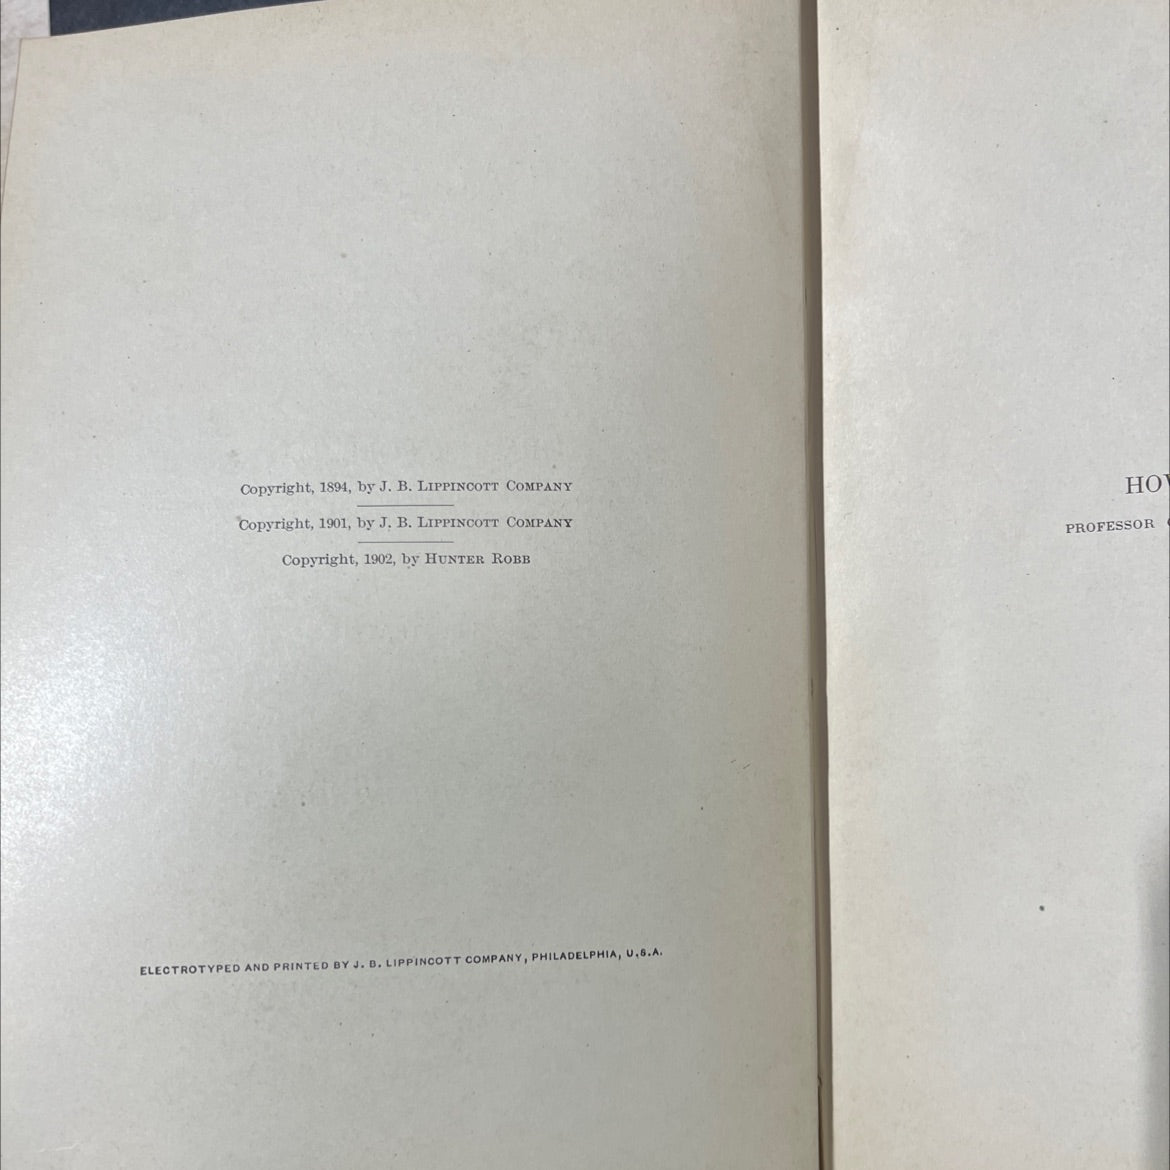 Copyright, 1894, by J. B. LIPPINCOTT COMPANY
Copyright, 1901, by J. B. LIPPINCOTT COMPANY
Copyright, 1902, by HUNTER ROBB
ELECTROTYPED AND PRINTED BY J. B. LIPPINCOTT COMPANY, PHILADELPHIA, U.S.A.
PROFESSOR